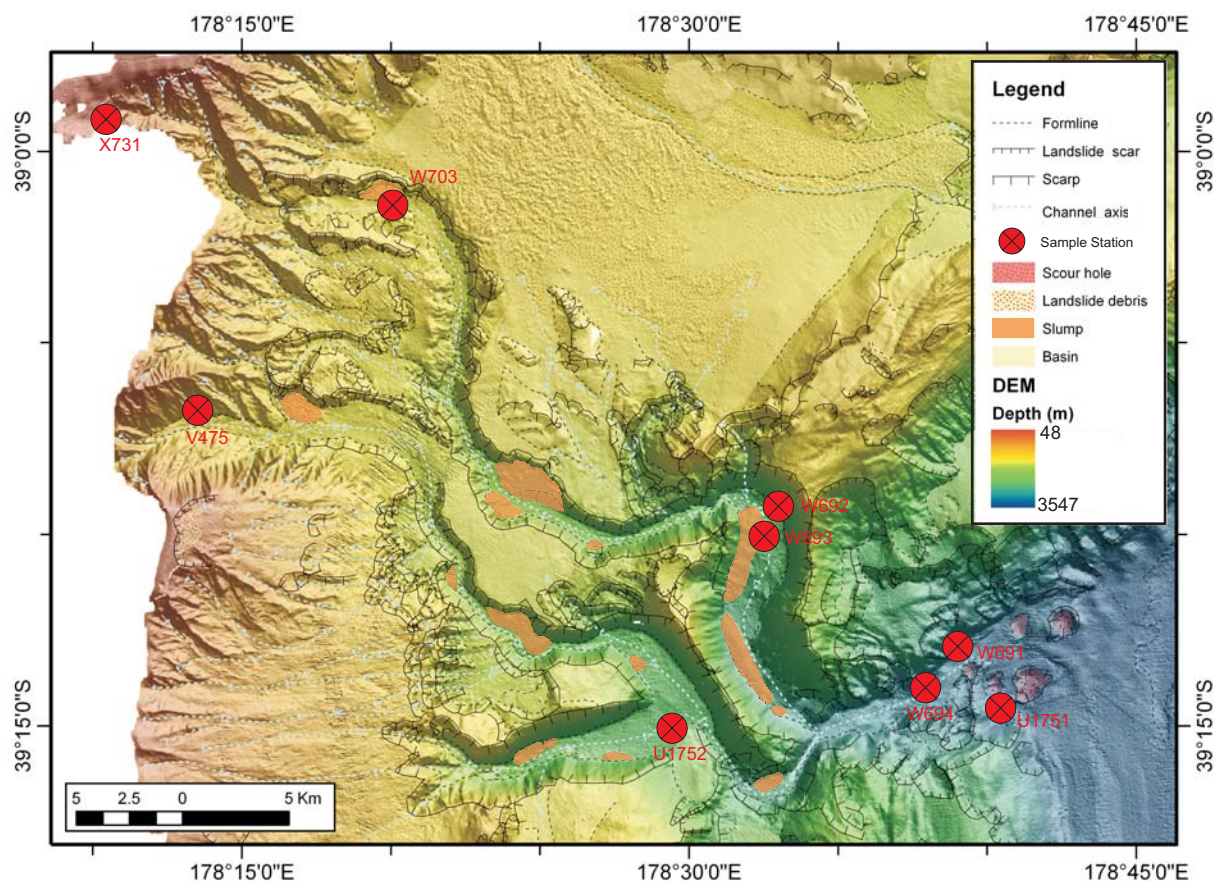 178°15'0"E
178°30'0"E
178°45'0"E
39°0'0"S
39°0'0"S
39°15'0"S
39°15'0"S
Legend
Formline
Landslide scar
Scarp
Channel axis
Sample Station
Scour hole
Landslide debris
Slump
Basin
DEM
Depth (m)
48
3547
X731
W703
V475
W692
W693
W691
W694
U1751
U1752
5 2.5 0 5 Km
178°15'0"E
178°30'0"E
178°45'0"E